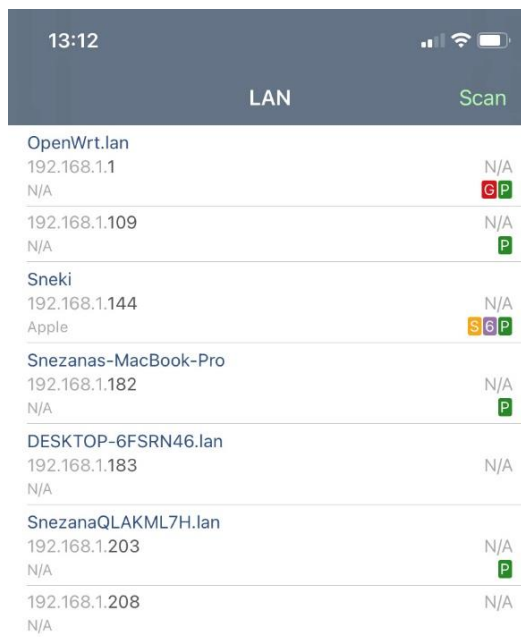 13:12
LAN Scan
OpenWrt.lan
192.168.1.1 N/A
N/A G P
192.168.1.109 N/A
N/A P
Sneki
192.168.1.144 N/A
Apple S 6 P
Snezanas-MacBook-Pro
192.168.1.182 N/A
N/A P
DESKTOP-6FSRN46.lan
192.168.1.183 N/A
N/A
SnezanaQLAKML7H.lan
192.168.1.203 N/A
N/A P
192.168.1.208 N/A
N/A